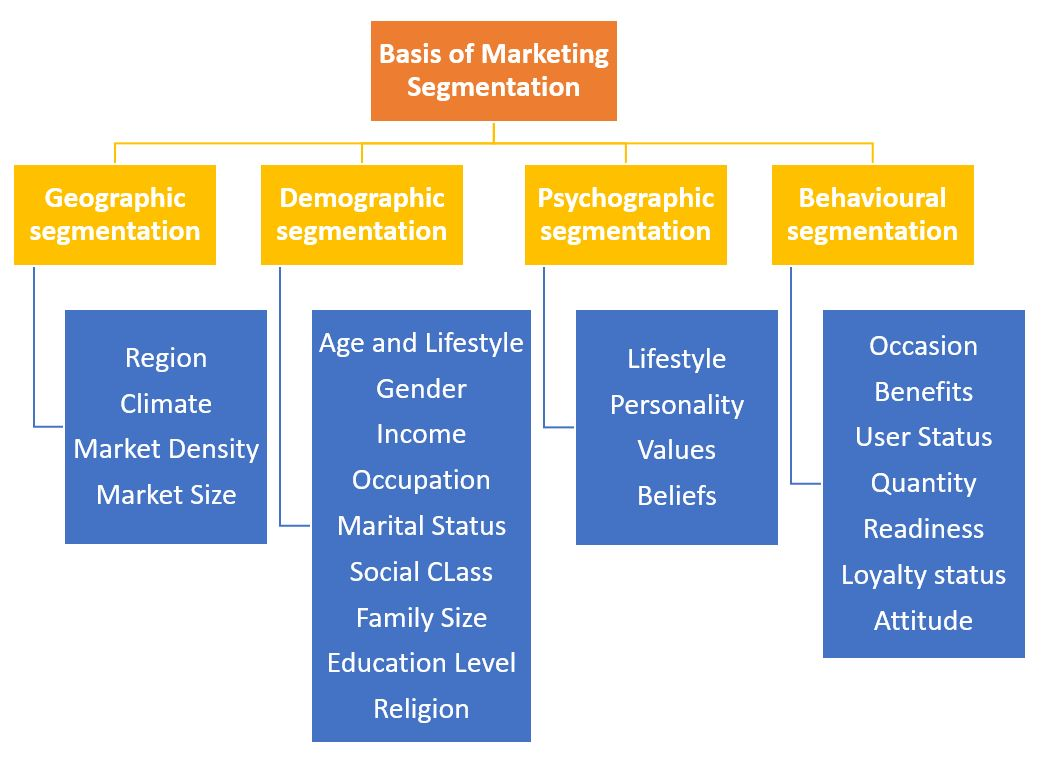 Basis of Marketing
Segmentation
Geographic
segmentation
Demographic
segmentation
Psychographic
segmentation
Behavioural
segmentation
Region
Climate
Market Density
Market Size
Age and Lifestyle
Gender
Income
Occupation
Marital Status
Social CLass
Family Size
Education Level
Religion
Lifestyle
Personality
Values
Beliefs
Occasion
Benefits
User Status
Quantity
Readiness
Loyalty status
Attitude